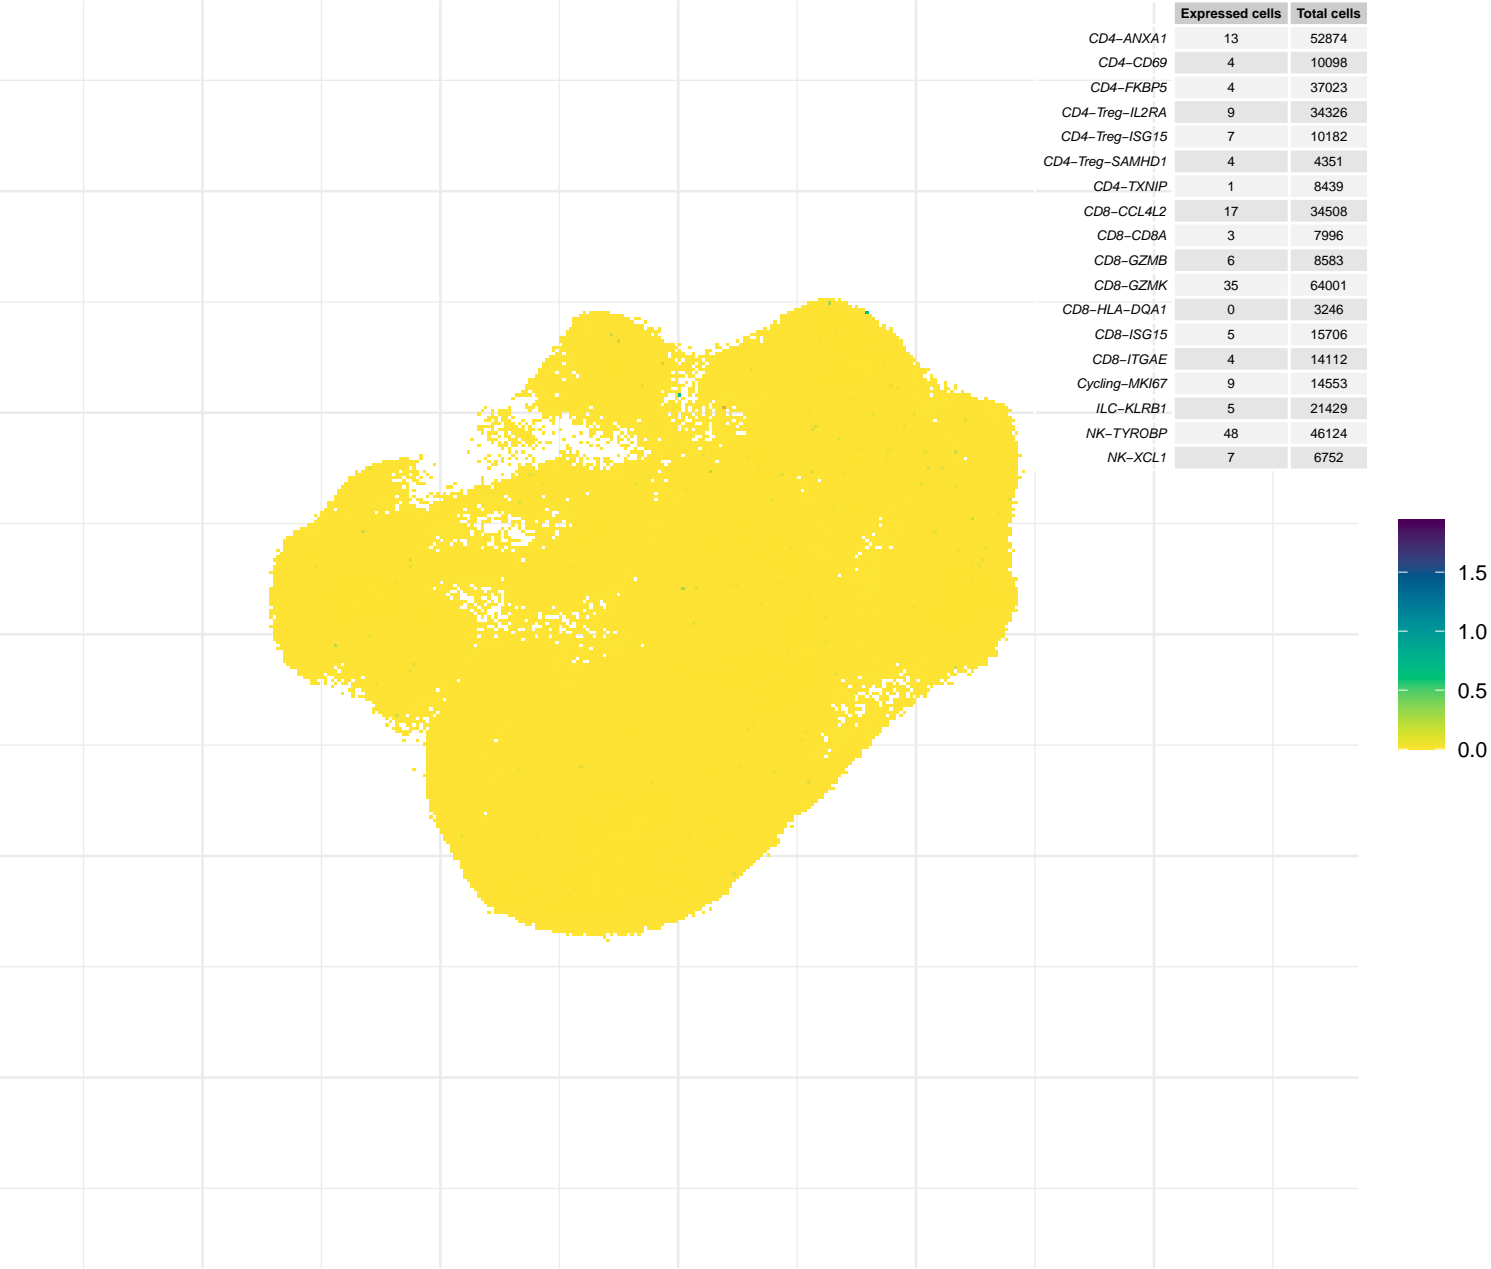 Expressed cells Total cells
CD4−ANXA1 13 52874
CD4−CD69 4 10098
CD4−FKBP5 4 37023
CD4−Treg−IL2RA 9 34326
CD4−Treg−ISG15 7 10182
CD4−Treg−SAMHD1 4 4351
CD4−TXNIP 1 8439
CD8−CCL4L2 17 34508
CD8−CD8A 3 7996
CD8−GZMB 6 8583
CD8−GZMK 35 64001
CD8−HLA−DQA1 0 3246
CD8−ISG15 5 15706
CD8−ITGAE 4 14112
Cycling−MKI67 9 14553
ILC−KLRB1 5 21429
NK−TYROBP 48 46124
NK−XCL1 7 6752
1.5
1.0
0.5
0.0